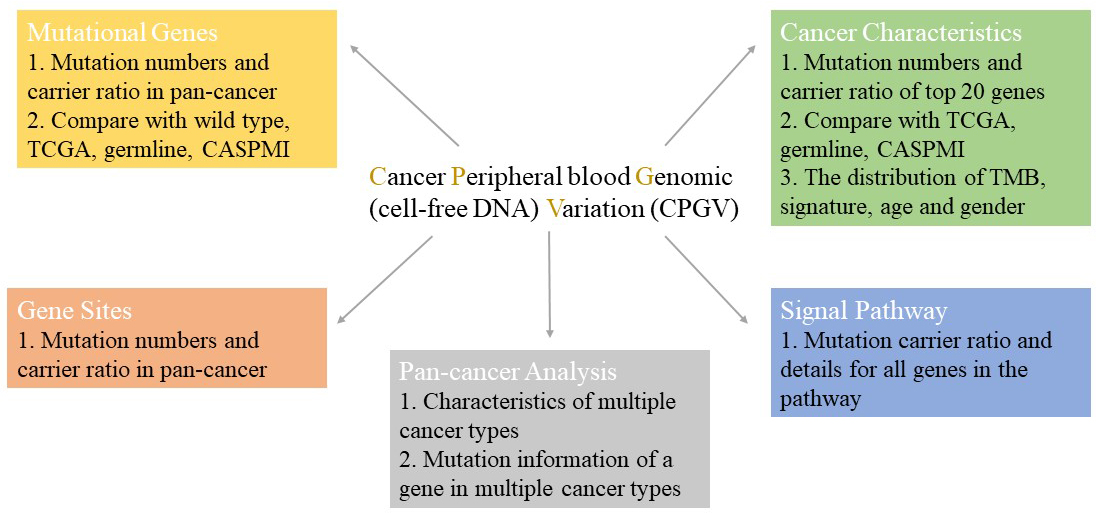 Mutational Genes
1. Mutation numbers and
carrier ratio in pan-cancer
2. Compare with wild type,
TCGA, germline, CASPMI
Cancer Characteristics
1. Mutation numbers and
carrier ratio of top 20 genes
2. Compare with TCGA,
germline, CASPMI
3. The distribution of TMB,
signature, age and gender
Cancer Peripheral blood Genomic
(cell-free DNA) Variation (CPGV)
Gene Sites
1. Mutation numbers and
carrier ratio in pan-cancer
Pan-cancer Analysis
1. Characteristics of multiple
cancer types
2. Mutation information of a
gene in multiple cancer types
Signal Pathway
1. Mutation carrier ratio and
details for all genes in the
pathway